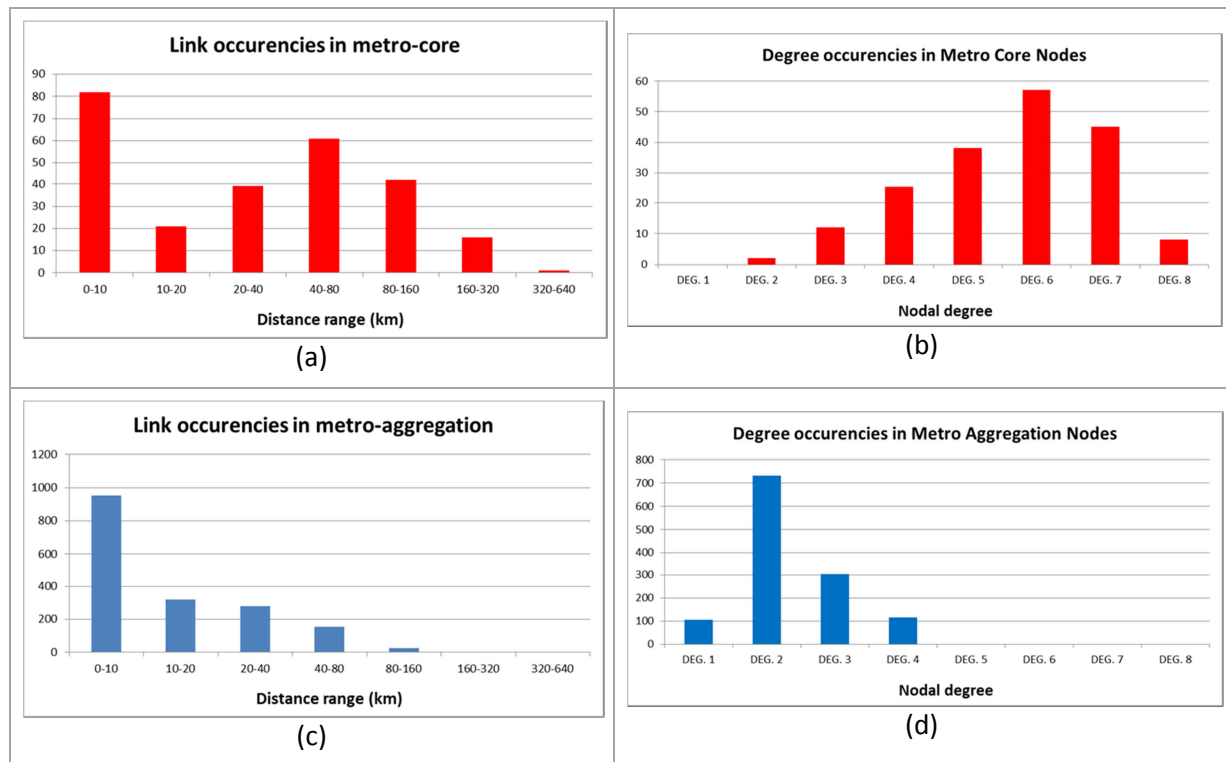 Link occurencies in metro-core
90
80
70
60
50
40
30
20
10
0
0-10 10-20 20-40 40-80 80-160 160-320 320-640
Distance range (km)
(a)
Degree occurencies in Metro Core Nodes
60
50
40
30
20
10
0
DEG. 1 DEG. 2 DEG. 3 DEG. 4 DEG. 5 DEG. 6 DEG. 7 DEG. 8
Nodal degree
(b)
Link occurencies in metro-aggregation
1200
1000
800
600
400
200
0
0-10 10-20 20-40 40-80 80-160 160-320 320-640
Distance range (km)
(c)
Degree occurencies in Metro Aggregation Nodes
800
700
600
500
400
300
200
100
0
DEG. 1 DEG. 2 DEG. 3 DEG. 4 DEG. 5 DEG. 6 DEG. 7 DEG. 8
Nodal degree
(d)